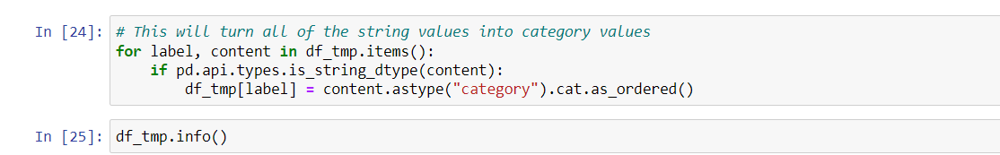 In [24]: # This will turn all of the string values into category values
for label, content in df_tmp.items():
    if pd.api.types.is_string_dtype(content):
        df_tmp[label] = content.astype("category").cat.as_ordered()
In [25]: df_tmp.info()